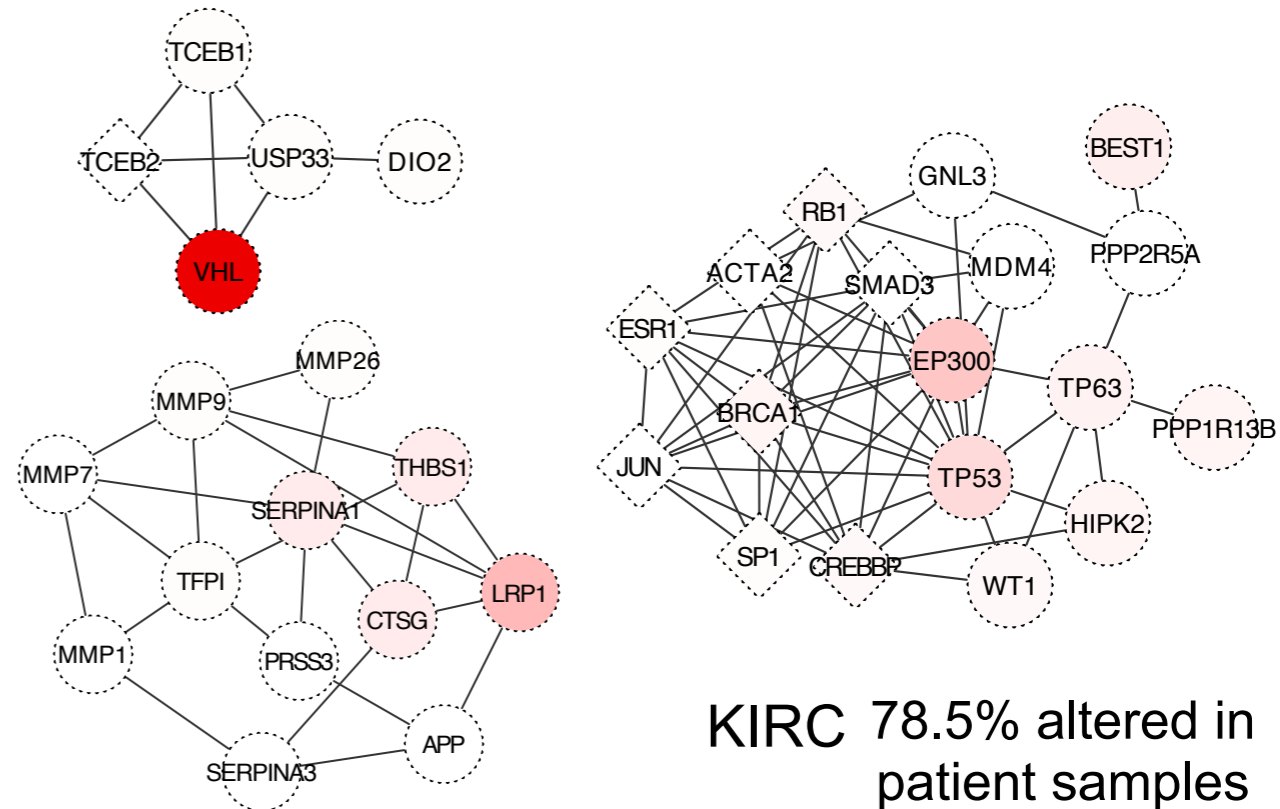 TCEB1
TCEB2
USP33
DIO2
VHL
MMP26
MMP9
MMP7
THBS1
SERPINA1
TFPI
LRP1
CTSG
MMP1
PRSS3
APP
SERPINA3
BEST1
GNL3
RB1
PPP2R5A
ACTA2
SMAD3
MDM4
ESR1
EP300
TP63
BRCA1
PPP1R13B
JUN
TP53
HIPK2
SP1
CREBBP
WT1
KIRC 78.5% altered in
patient samples